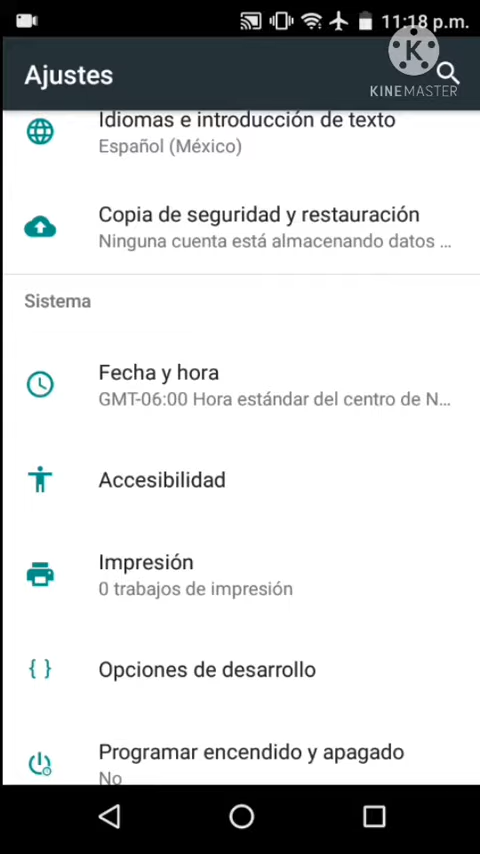 11:18 p.m.
Ajustes
K
KINEMASTER
Idiomas e introducción de texto
Español (México)
Copia de seguridad y restauración
Ninguna cuenta está almacenando datos ...
Sistema
Fecha y hora
GMT-06:00 Hora estándar del centro de N...
Accesibilidad
Impresión
0 trabajos de impresión
{ }
Opciones de desarrollo
Programar encendido y apagado
No